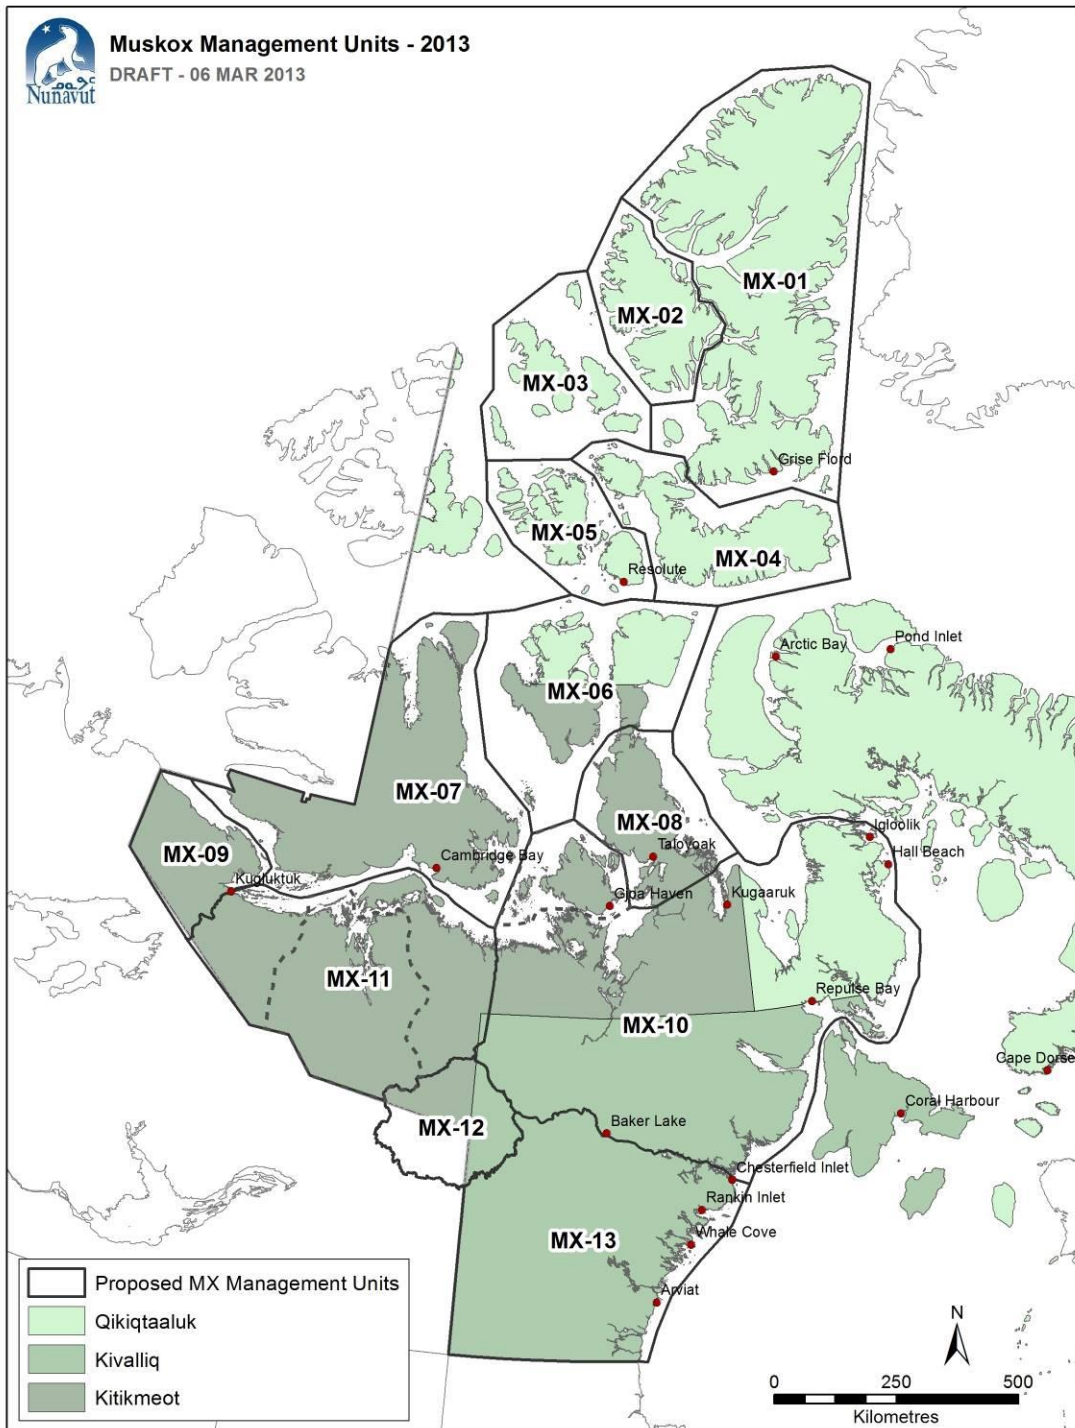 Muskox Management Units - 2013
DRAFT - 06 MAR 2013
Nunavut
ᓄᓇᕗᑦ
MX-01
MX-02
MX-03
Grise Fiord
MX-05
MX-04
Resolute
Arctic Bay
Pond Inlet
MX-06
MX-07
MX-08
Igloolik
MX-09
Cambridge Bay
Taloyoak
Hall Beach
Kugluktuk
Gjoa Haven
Kugaaruk
MX-11
Repulse Bay
MX-10
Cape Dorse
Coral Harbour
MX-12
Baker Lake
Chesterfield Inlet
Rankin Inlet
MX-13
Whale Cove
Arviat
Proposed MX Management Units
Qikiqtaaluk
Kivalliq
Kitikmeot
N
0 250 500
Kilometres